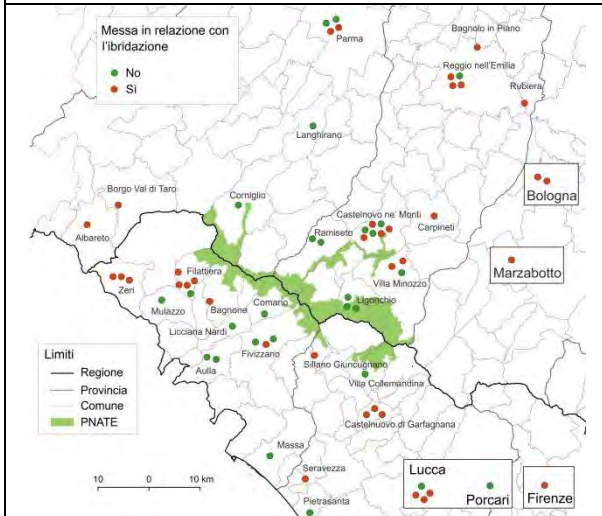 Messa in relazione con
l'ibridazione
No
Sì
Parma
Bagnolo in Piano
Reggio nell'Emilia
Rubiera
Langhirano
Borgo Val di Taro
Corniglio
Bologna
Castelnovo ne' Monti
Albareto
Ramiseto
Carpineti
Filattiera
Villa Minozzo
Marzabotto
Zeri
Mulazzo
Bagnone
Comano
Ligonchio
Licciana Nardi
Limiti
Fivizzano
Regione
Aulla
Sillano Giuncugnano
Provincia
Villa Collemandina
Comune
PNATE
Castelnuovo di Garfagnana
Massa
Lucca
Seravezza
10 0 10 km
Porcari
Firenze
Pietrasanta